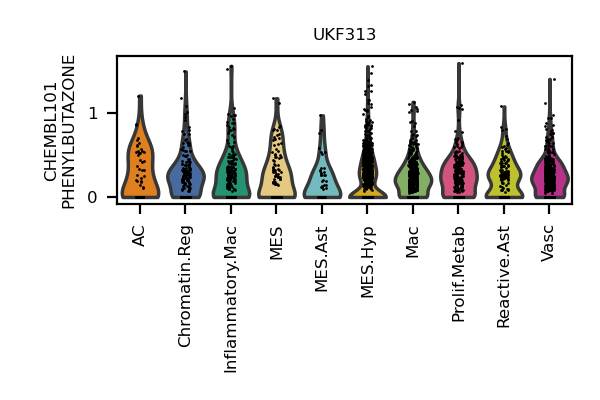 UKF313
CHEMBL101
PHENYLBUTAZONE
1
0
AC
Chromatin.Reg
Inflammatory.Mac
MES
MES.Ast
MES.Hyp
Mac
Prolif.Metab
Reactive.Ast
Vasc